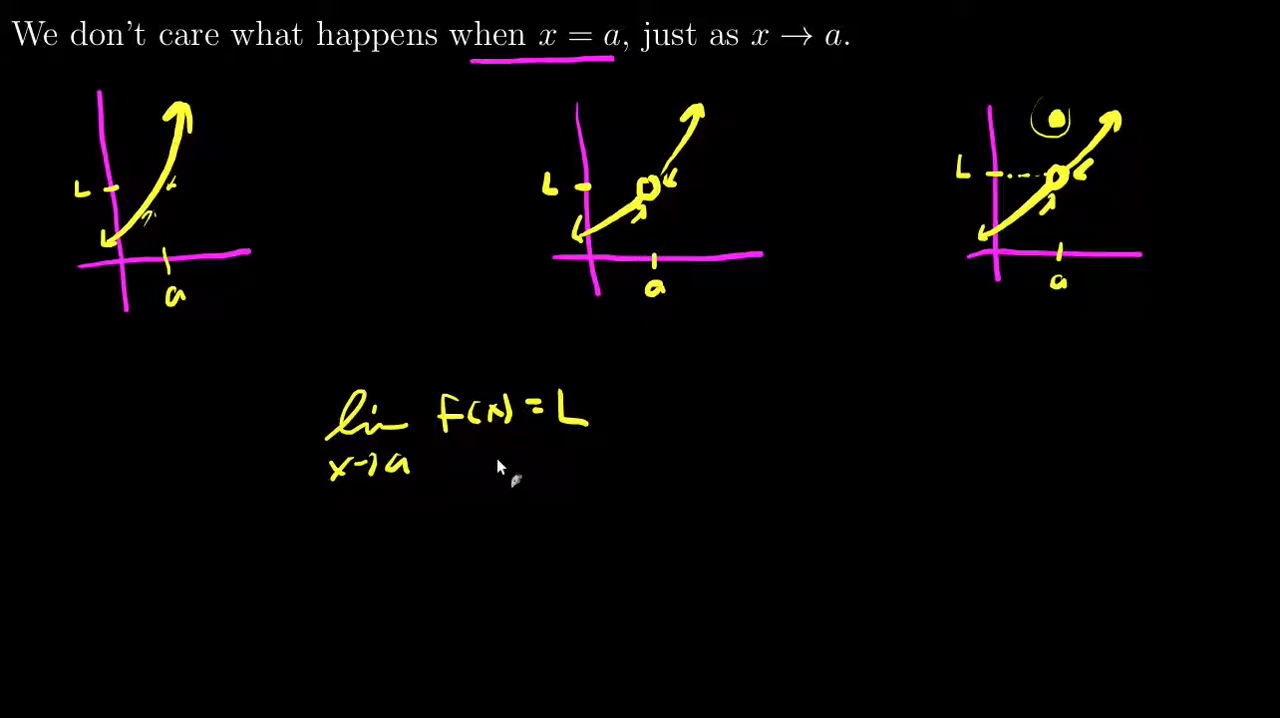 We don't care what happens when x = a, just as x → a.
L
a
L
a
L
a
lim f(x) = L
x→a